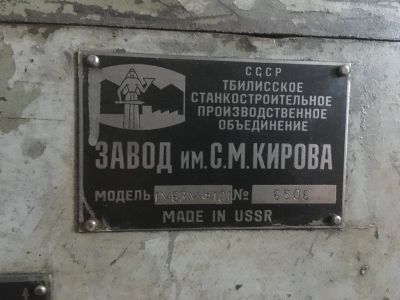 СССР
ТБИЛИССКОЕ
СТАНКОСТРОИТЕЛЬНОЕ
ПРОИЗВОДСТВЕННОЕ
ОБЪЕДИНЕНИЕ
ЗАВОД ИМ. С.М. КИРОВА
МОДЕЛЬ № 6508
MADE IN USSR